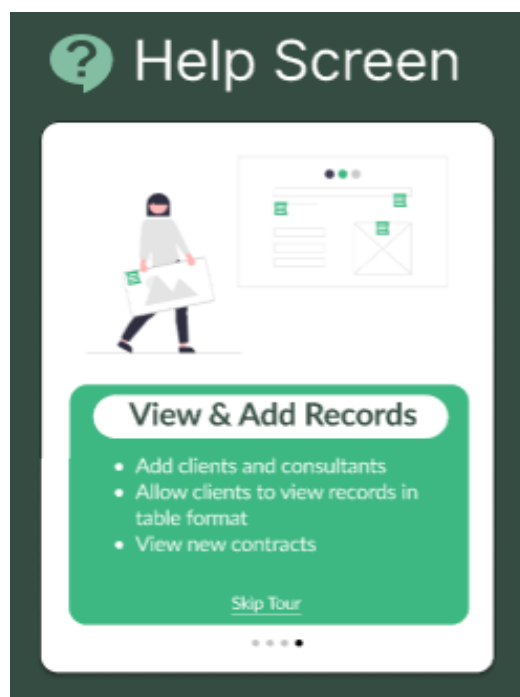 ? Help Screen
View & Add Records
• Add clients and consultants
• Allow clients to view records in
table format
• View new contracts
Skip Tour